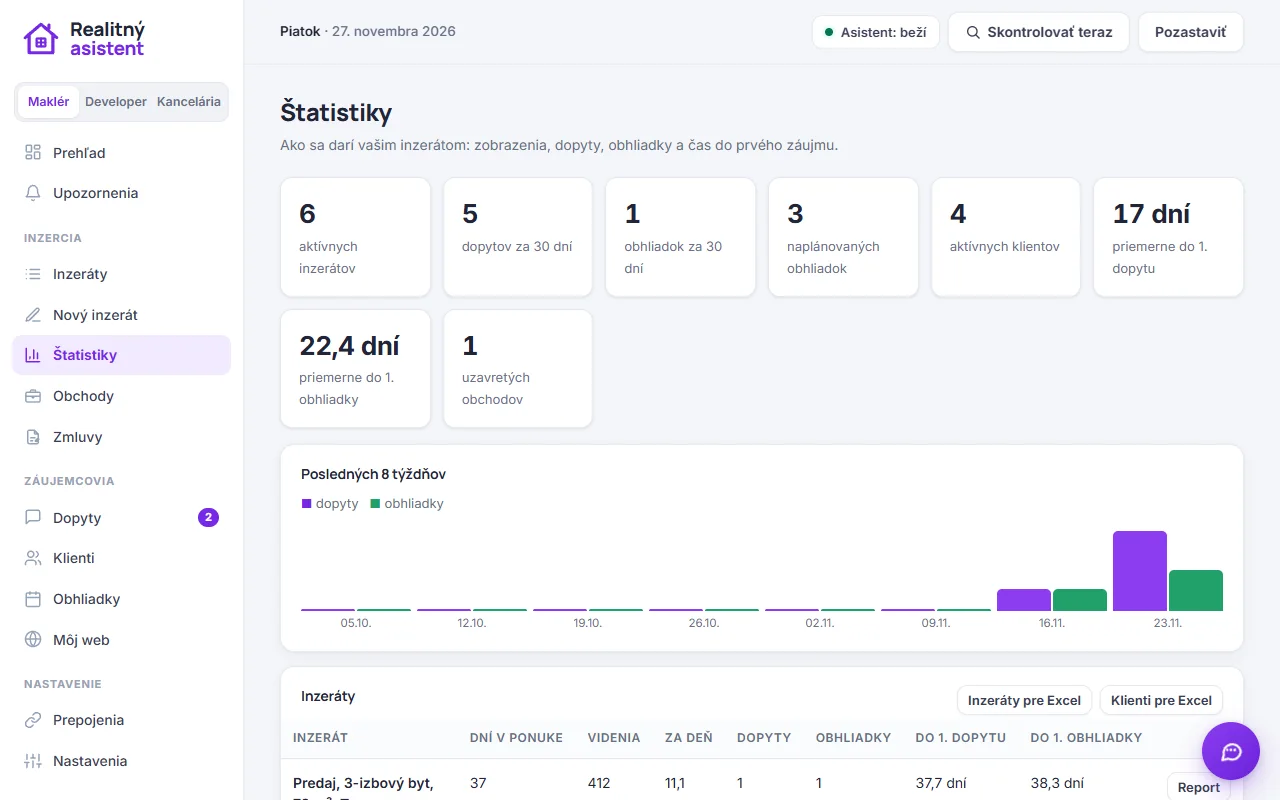 Realitný
asistent
Piatok · 27. novembra 2026
Asistent: beží
Skontrolovať teraz
Pozastaviť
Maklér
Developer
Kancelária
Prehľad
Upozornenia
INZERCIA
Inzeráty
Nový inzerát
Štatistiky
Obchody
Zmluvy
ZÁUJEMCOVIA
Dopyty
2
Klienti
Obhliadky
Môj web
NASTAVENIE
Prepojenia
Nastavenia
Štatistiky
Ako sa darí vašim inzerátom: zobrazenia, dopyty, obhliadky a čas do prvého záujmu.
6
aktívnych
inzerátov
5
dopytov za 30 dní
1
obhliadok za 30
dní
3
naplánovaných
obhliadok
4
aktívnych klientov
17 dní
priemerne do 1.
dopytu
22,4 dní
priemerne do 1.
obhliadky
1
uzavretých
obchodov
Posledných 8 týždňov
dopyty
obhliadky
05.10.
12.10.
19.10.
26.10.
02.11.
09.11.
16.11.
23.11.
Inzeráty
Inzeráty pre Excel
Klienti pre Excel
INZERÁT
DNÍ V PONUKE
VIDENIA
ZA DEŇ
DOPYTY
OBHLIADKY
DO 1. DOPYTU
DO 1. OBHLIADKY
Predaj, 3-izbový byt,
37
412
11,1
1
1
37,7 dní
38,3 dní
Report